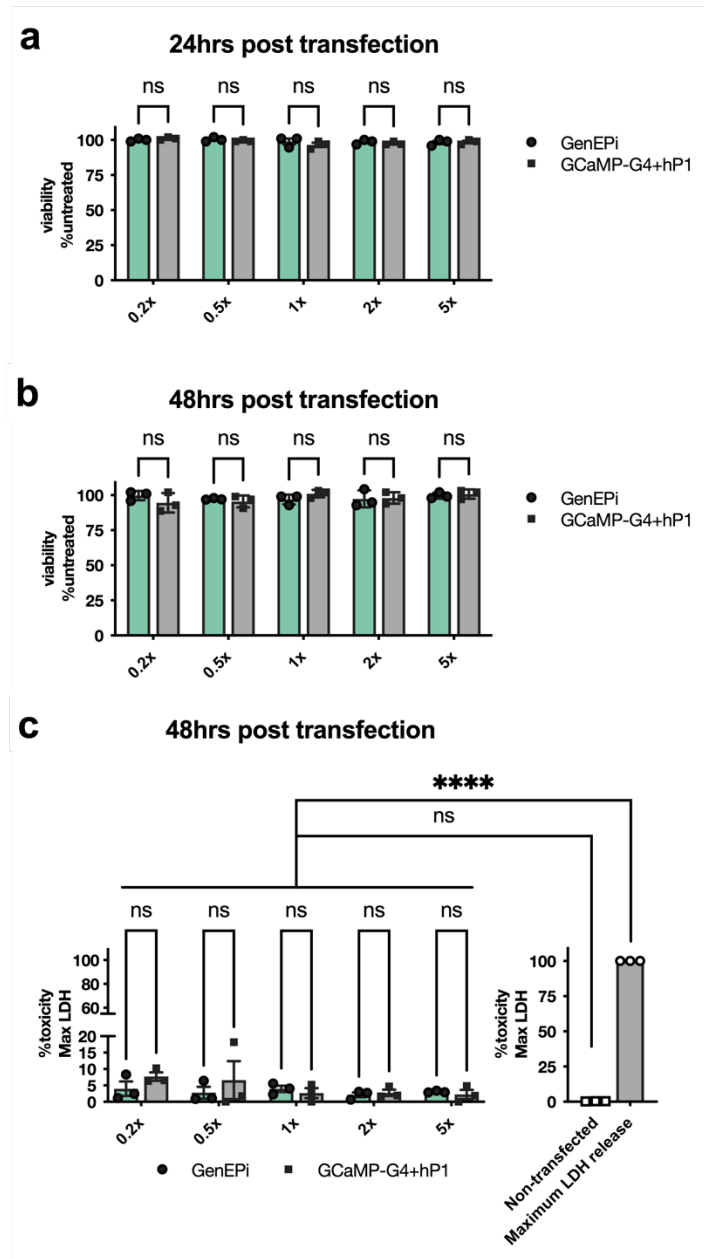 a
24hrs post transfection
ns ns ns ns ns
100
75
50
25
0
viability
%untreated
0.2x 0.5x 1x 2x 5x
GenEPi
GCaMP-G4+hP1
b
48hrs post transfection
ns ns ns ns ns
100
75
50
25
0
viability
%untreated
0.2x 0.5x 1x 2x 5x
GenEPi
GCaMP-G4+hP1
c
48hrs post transfection
****
ns
ns ns ns ns ns
100
80
60
20
15
10
5
0
%toxicity
Max LDH
0.2x 0.5x 1x 2x 5x
GenEPi GCaMP-G4+hP1
100
75
50
25
0
%toxicity
Max LDH
Non-transfected
Maximum LDH release